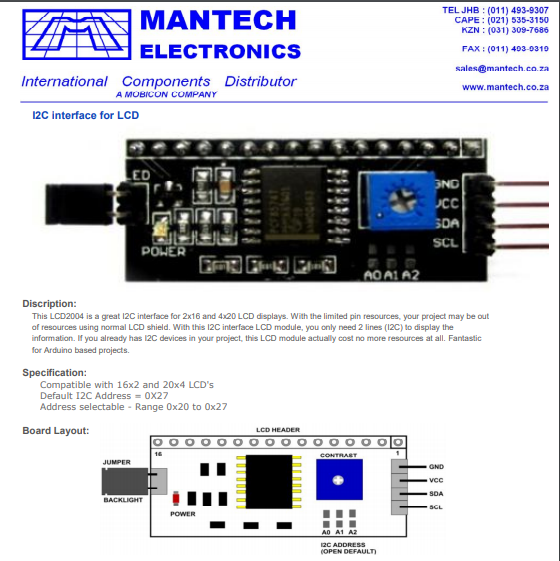 MANTECH
ELECTRONICS
International Components Distributor
A MOBICON COMPANY
TEL JHB : (011) 493-9307
CAPE : (021) 535-3150
KZN : (031) 309-7686
FAX : (011) 493-9319
sales@mantech.co.za
www.mantech.co.za
I2C interface for LCD
LED
POWER
GND
VCC
SDA
SCL
A0 A1 A2
Discription:
This LCD2004 is a great I2C interface for 2x16 and 4x20 LCD displays. With the limited pin resources, your project may be out
of resources using normal LCD shield. With this I2C interface LCD module, you only need 2 lines (I2C) to display the
information. If you already has I2C devices in your project, this LCD module actually cost no more resources at all. Fantastic
for Arduino based projects.
Specification:
Compatible with 16x2 and 20x4 LCD's
Default I2C Address = 0X27
Address selectable - Range 0x20 to 0x27
Board Layout:
LCD HEADER
16
1
JUMPER
BACKLIGHT
POWER
CONTRAST
GND
VCC
SDA
SCL
A0 A1 A2
I2C ADDRESS
(OPEN DEFAULT)